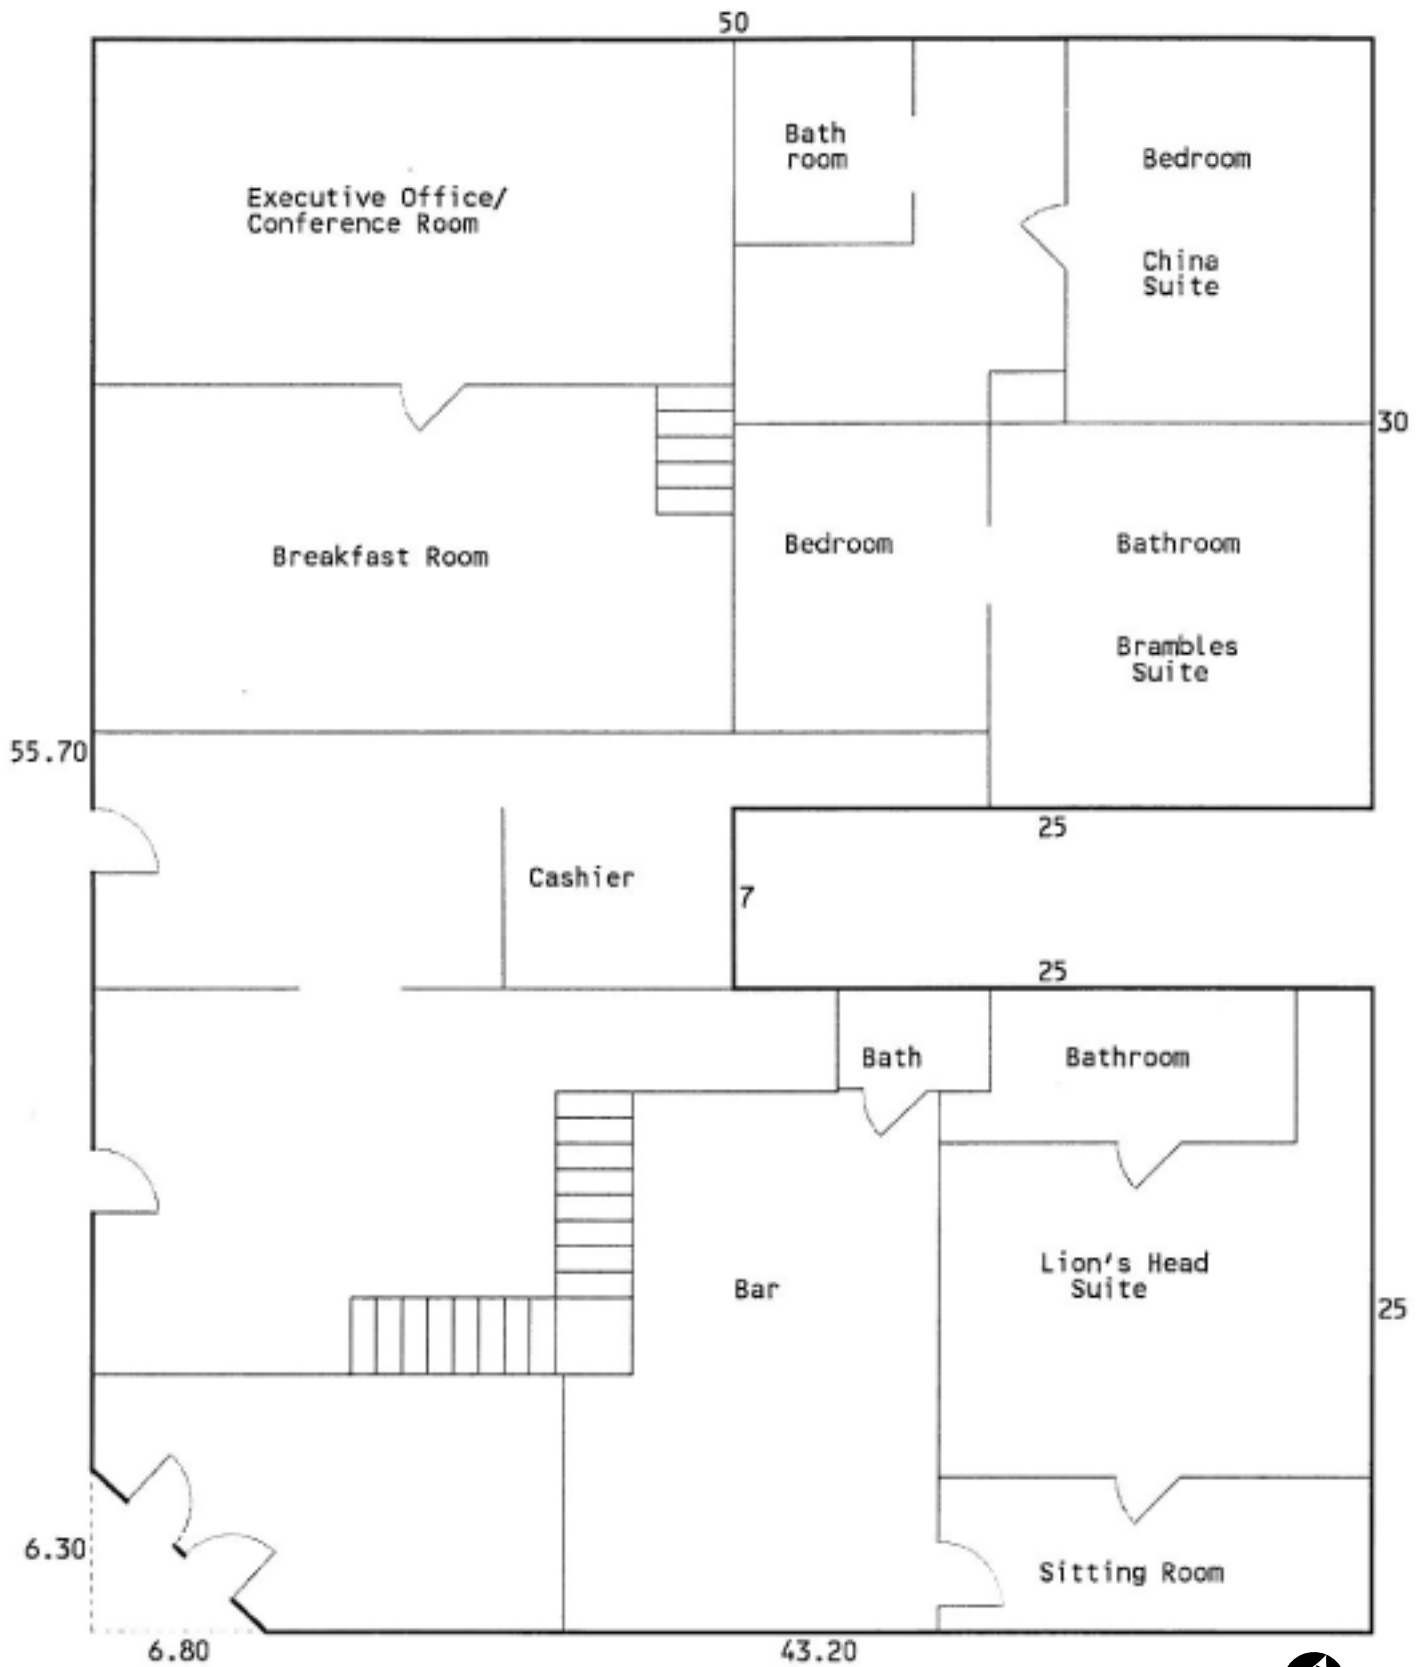 50
Bath
room
Bedroom
Executive Office/
Conference Room
China
Suite
30
Breakfast Room
Bedroom
Bathroom
Brambles
Suite
55.70
25
Cashier
7
25
Bath
Bathroom
Lion's Head
Suite
Bar
25
6.30
Sitting Room
6.80
43.20